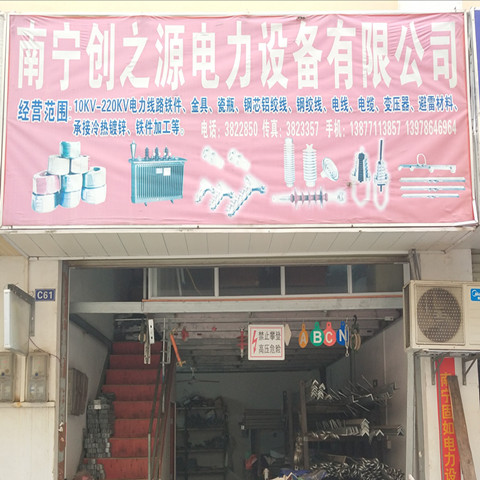 南宁创之源电力设备有限公司
经营范围
10KV-220KV电力线路铁件、金具、瓷瓶、钢芯铝绞线、钢绞线、电线、电缆、变压器、避雷材料、
承接冷热镀锌、铁件加工等。
电话：3822850 传真：3823357 手机：13877113857 13978646964
C61
禁止攀登
高压危险
A B C N
南宁固如电力设